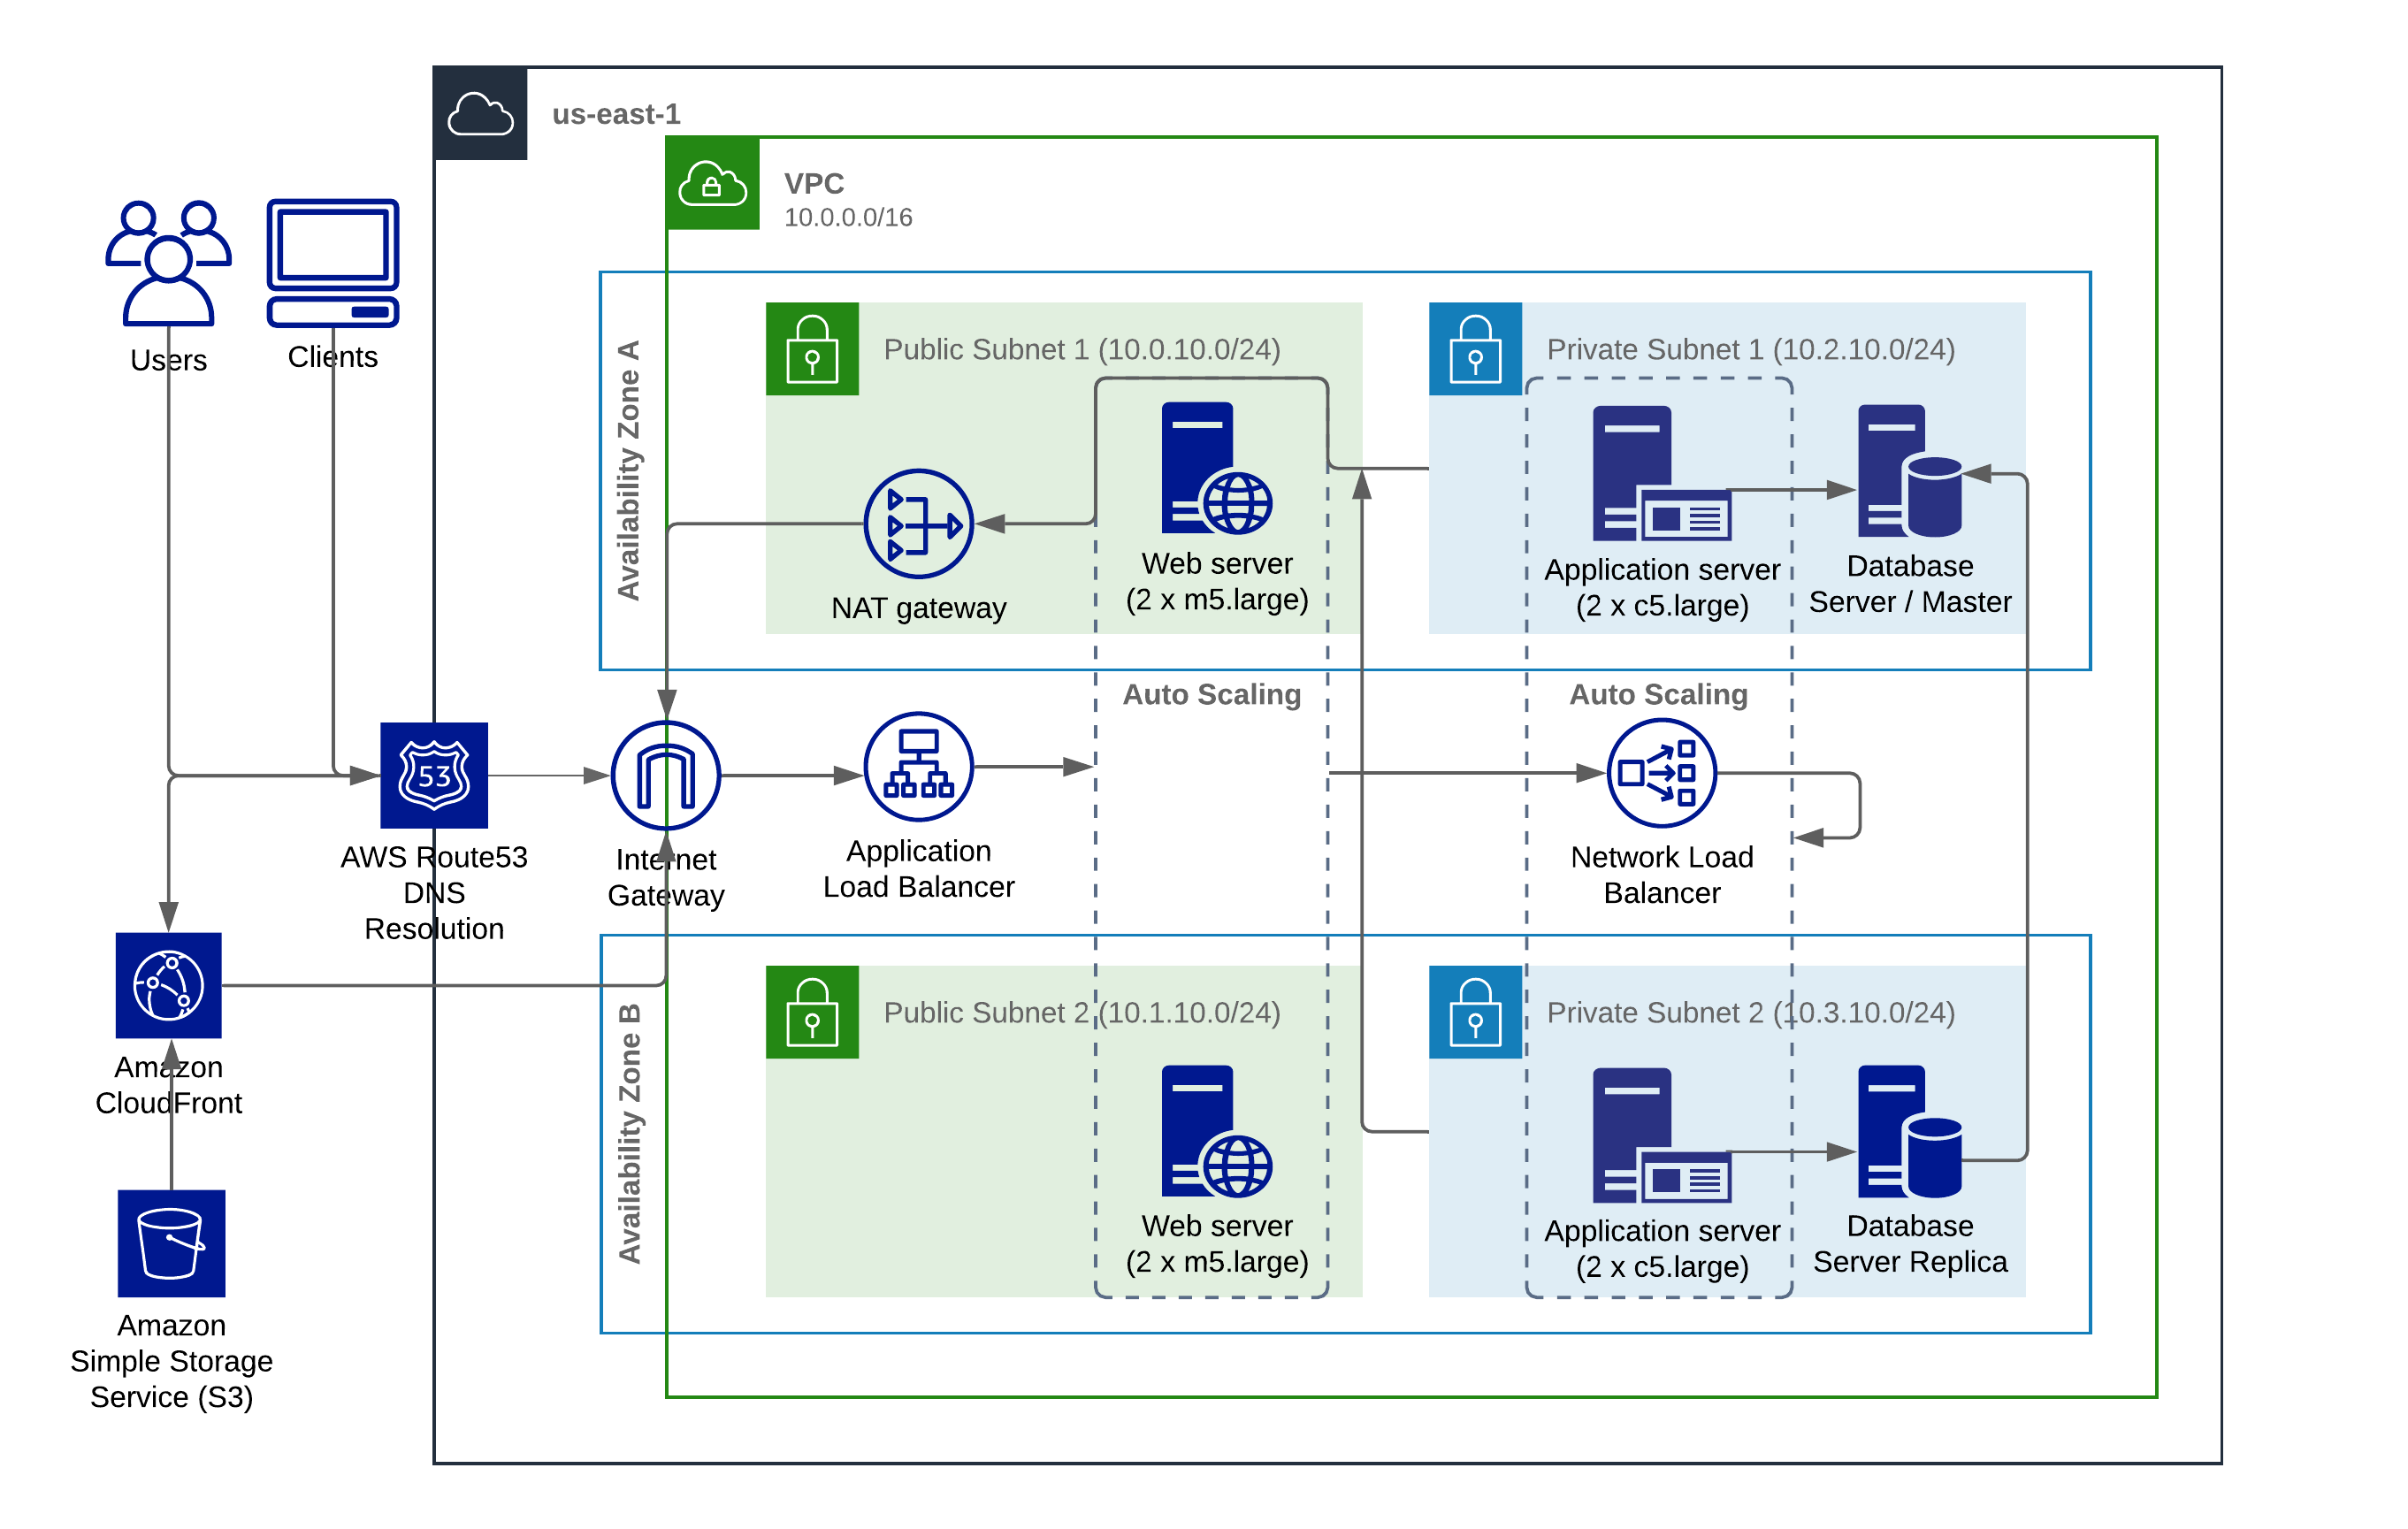 us-east-1
VPC
10.0.0.0/16
Users
Clients
Availability Zone A
Public Subnet 1 (10.0.10.0/24)
Private Subnet 1 (10.2.10.0/24)
NAT gateway
Web server
(2 x m5.large)
Application server
(2 x c5.large)
Database
Server / Master
Auto Scaling
Auto Scaling
53
AWS Route53
DNS
Resolution
Internet
Gateway
Application
Load Balancer
Network Load
Balancer
Amazon
CloudFront
Availability Zone B
Public Subnet 2 (10.1.10.0/24)
Private Subnet 2 (10.3.10.0/24)
Web server
(2 x m5.large)
Application server
(2 x c5.large)
Database
Server Replica
Amazon
Simple Storage
Service (S3)